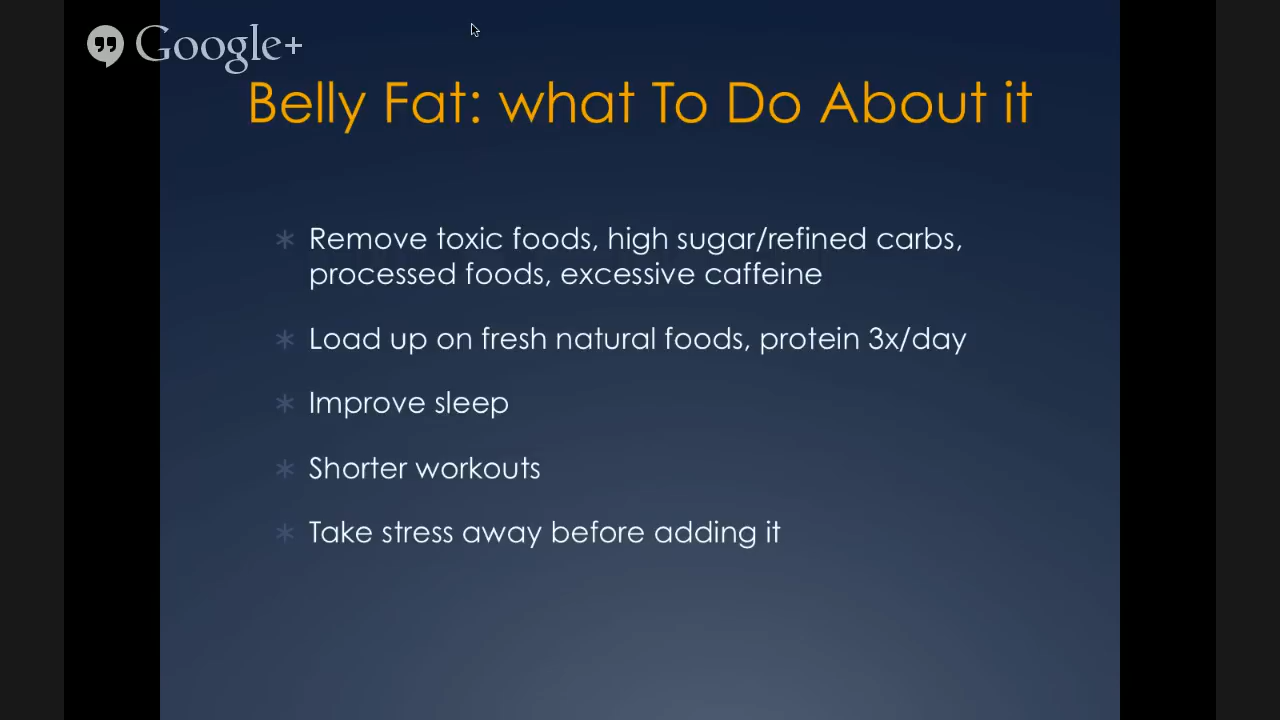 Google+
Belly Fat: what To Do About it
Remove toxic foods, high sugar/refined carbs,
processed foods, excessive caffeine
Load up on fresh natural foods, protein 3x/day
Improve sleep
Shorter workouts
Take stress away before adding it